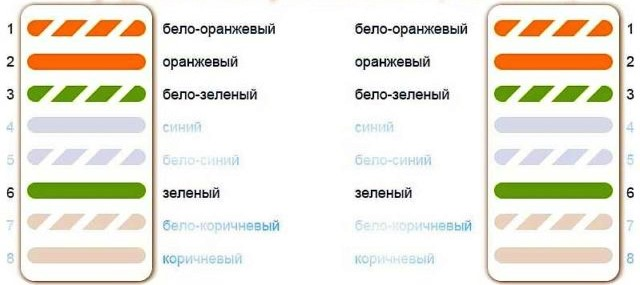 1 бело-оранжевый бело-оранжевый 1
2 оранжевый оранжевый 2
3 бело-зеленый бело-зеленый 3
4 синий синий 4
5 бело-синий бело-синий 5
6 зеленый зеленый 6
7 бело-коричневый бело-коричневый 7
8 коричневый коричневый 8